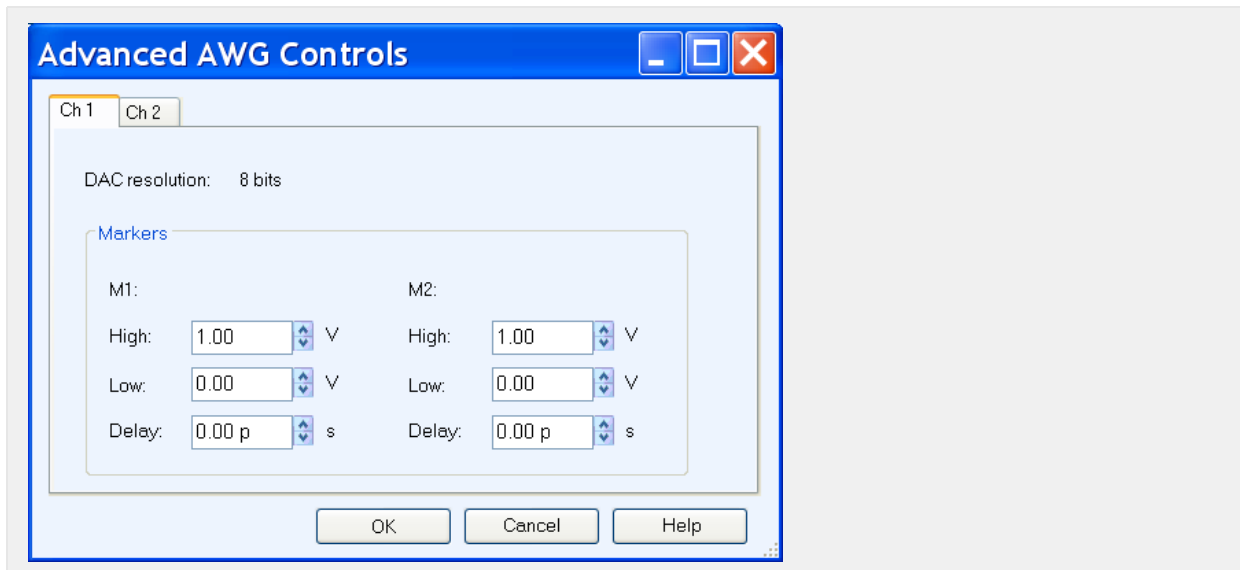 Advanced AWG Controls
Ch 1 Ch 2
DAC resolution: 8 bits
Markers
M1: M2:
High: 1.00 V High: 1.00 V
Low: 0.00 V Low: 0.00 V
Delay: 0.00 p s Delay: 0.00 p s
OK Cancel Help